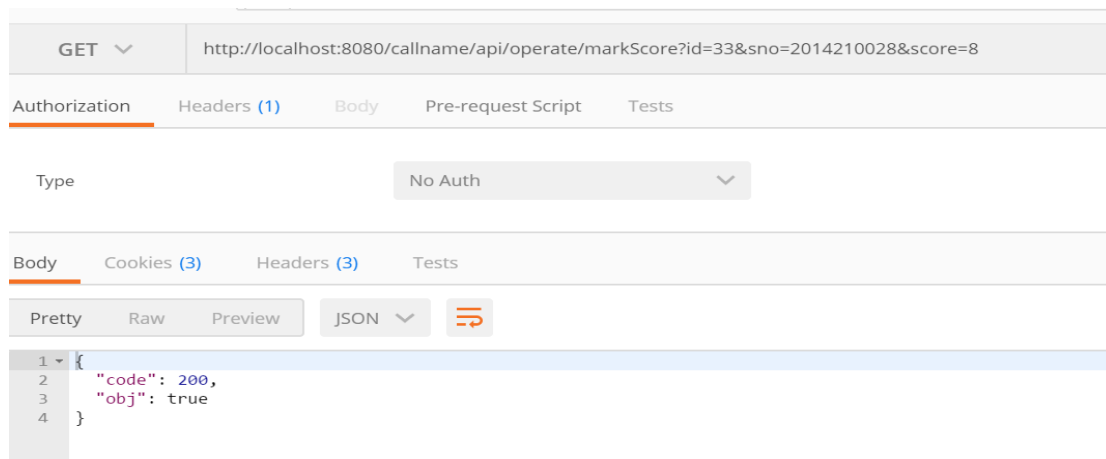 GET http://localhost:8080/callname/api/operate/markScore?id=33&sno=2014210028&score=8
Authorization Headers (1) Body Pre-request Script Tests
Type No Auth
Body Cookies (3) Headers (3) Tests
Pretty Raw Preview JSON
1 {
2 "code": 200,
3 "obj": true
4 }